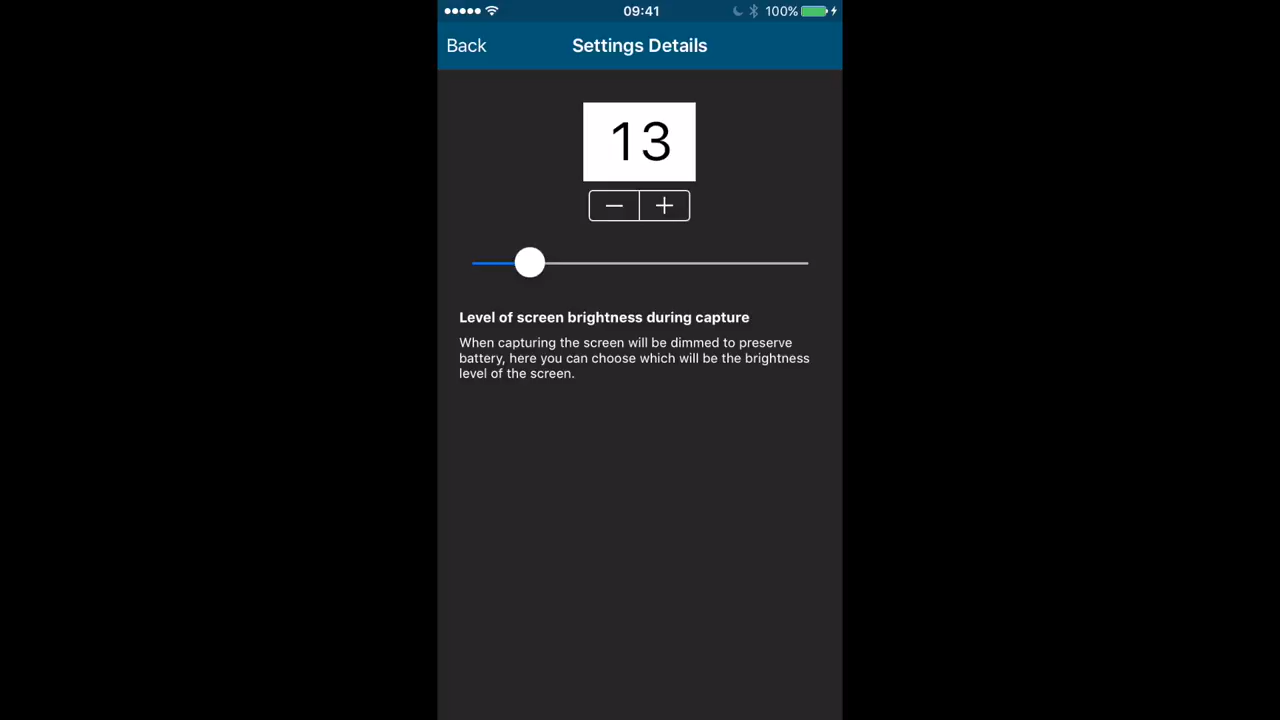 09:41
100%
Back
Settings Details
13
Level of screen brightness during capture
When capturing the screen will be dimmed to preserve
battery, here you can choose which will be the brightness
level of the screen.